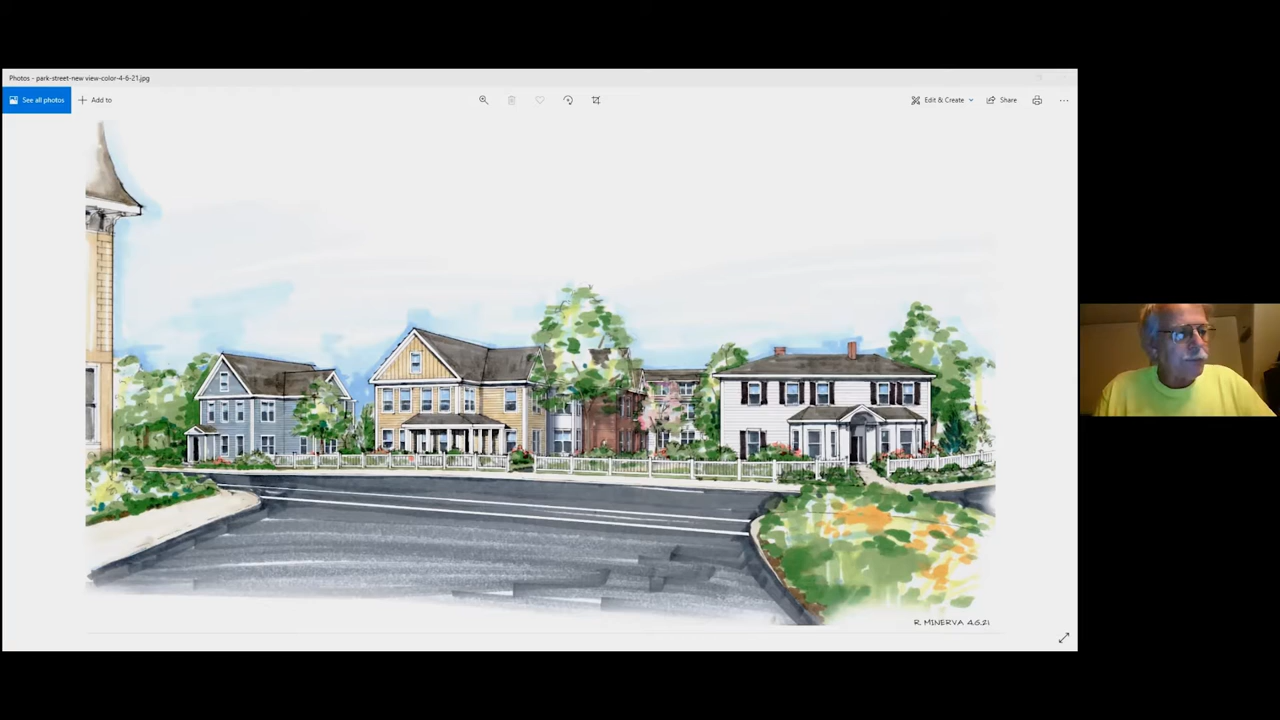 Photos - park-street-new view-color-4-6-21.jpg
See all photos
Add to
Edit & Create
Share
R. MINERVA 4.6.21